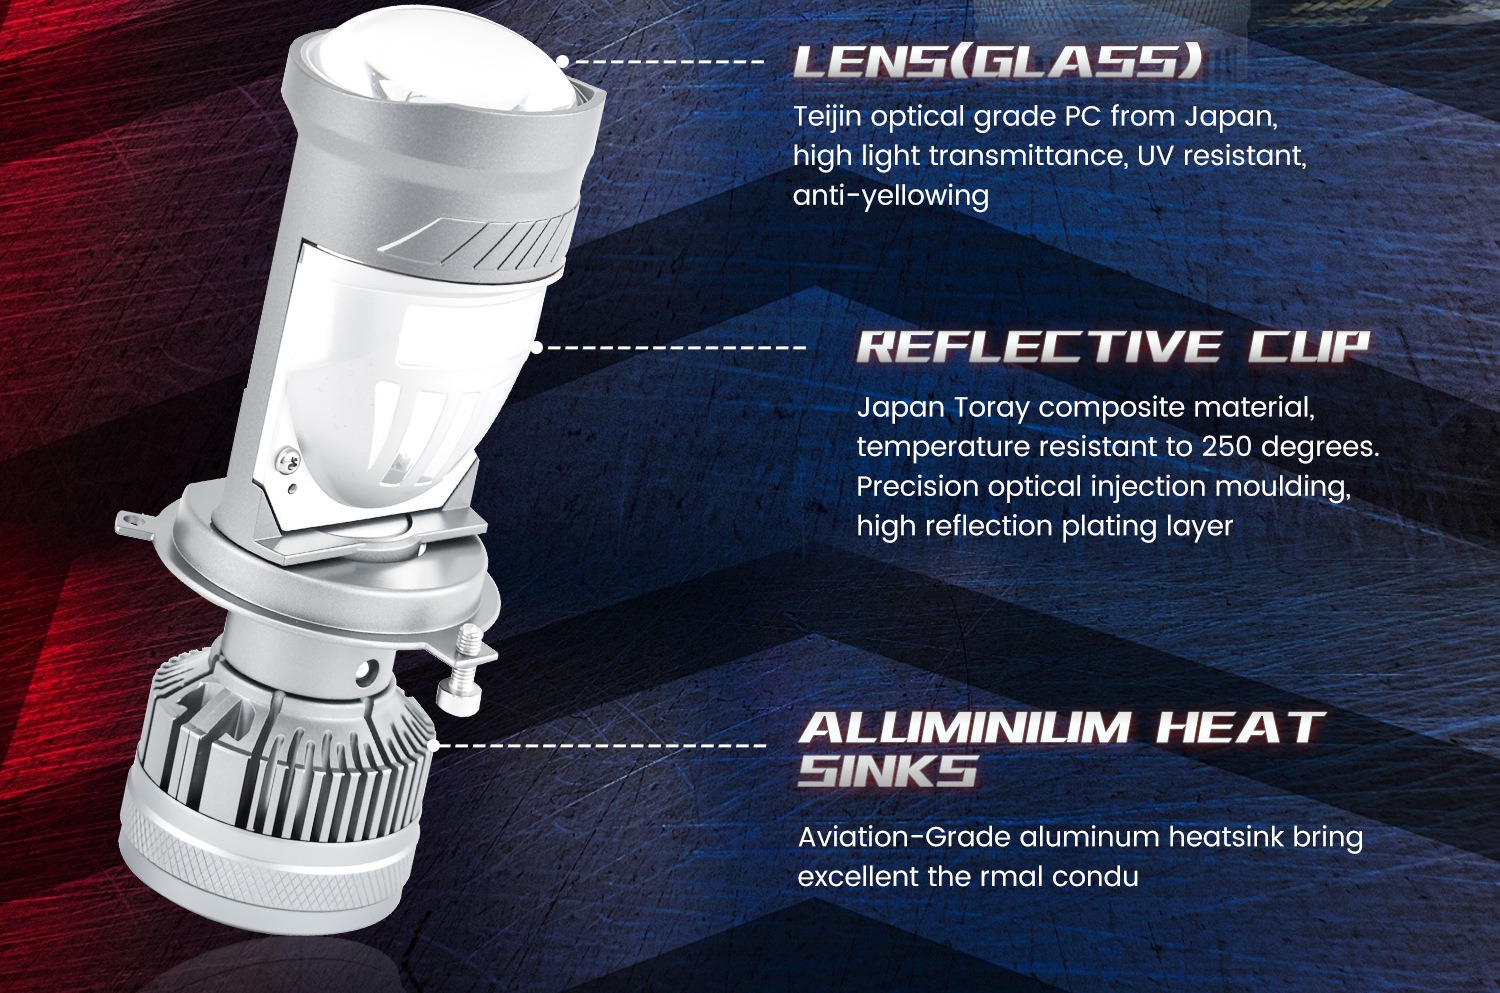 LENS(GLASS)
Teijin optical grade PC from Japan,
high light transmittance, UV resistant,
anti-yellowing
REFLECTIVE CUP
Japan Toray composite material,
temperature resistant to 250 degrees.
Precision optical injection moulding,
high reflection plating layer
ALUMINIUM HEAT
SINKS
Aviation-Grade aluminum heatsink bring
excellent the rmal condu